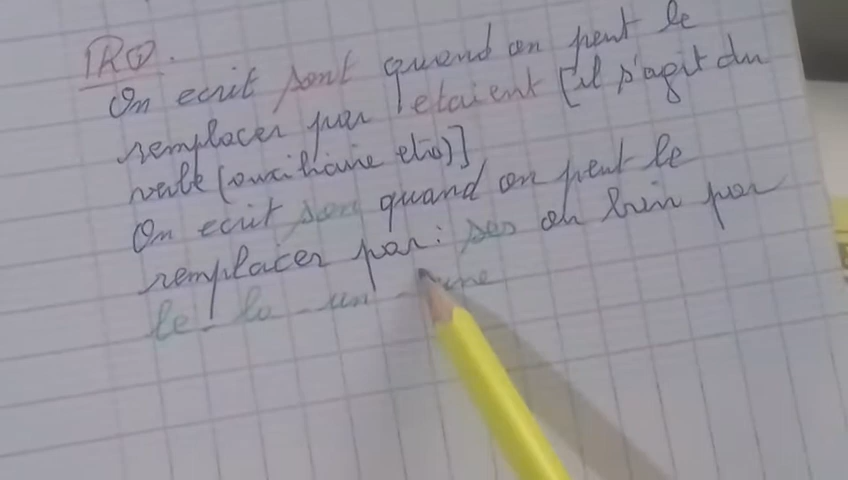 RQ.
On ecrit sont quand on peut le
remplacer par etaient [il s'agit du
verbe (auxiliaire etre)]
On ecrit son quand on peut le
remplacer par: ses ou bien par
le - la - un - une